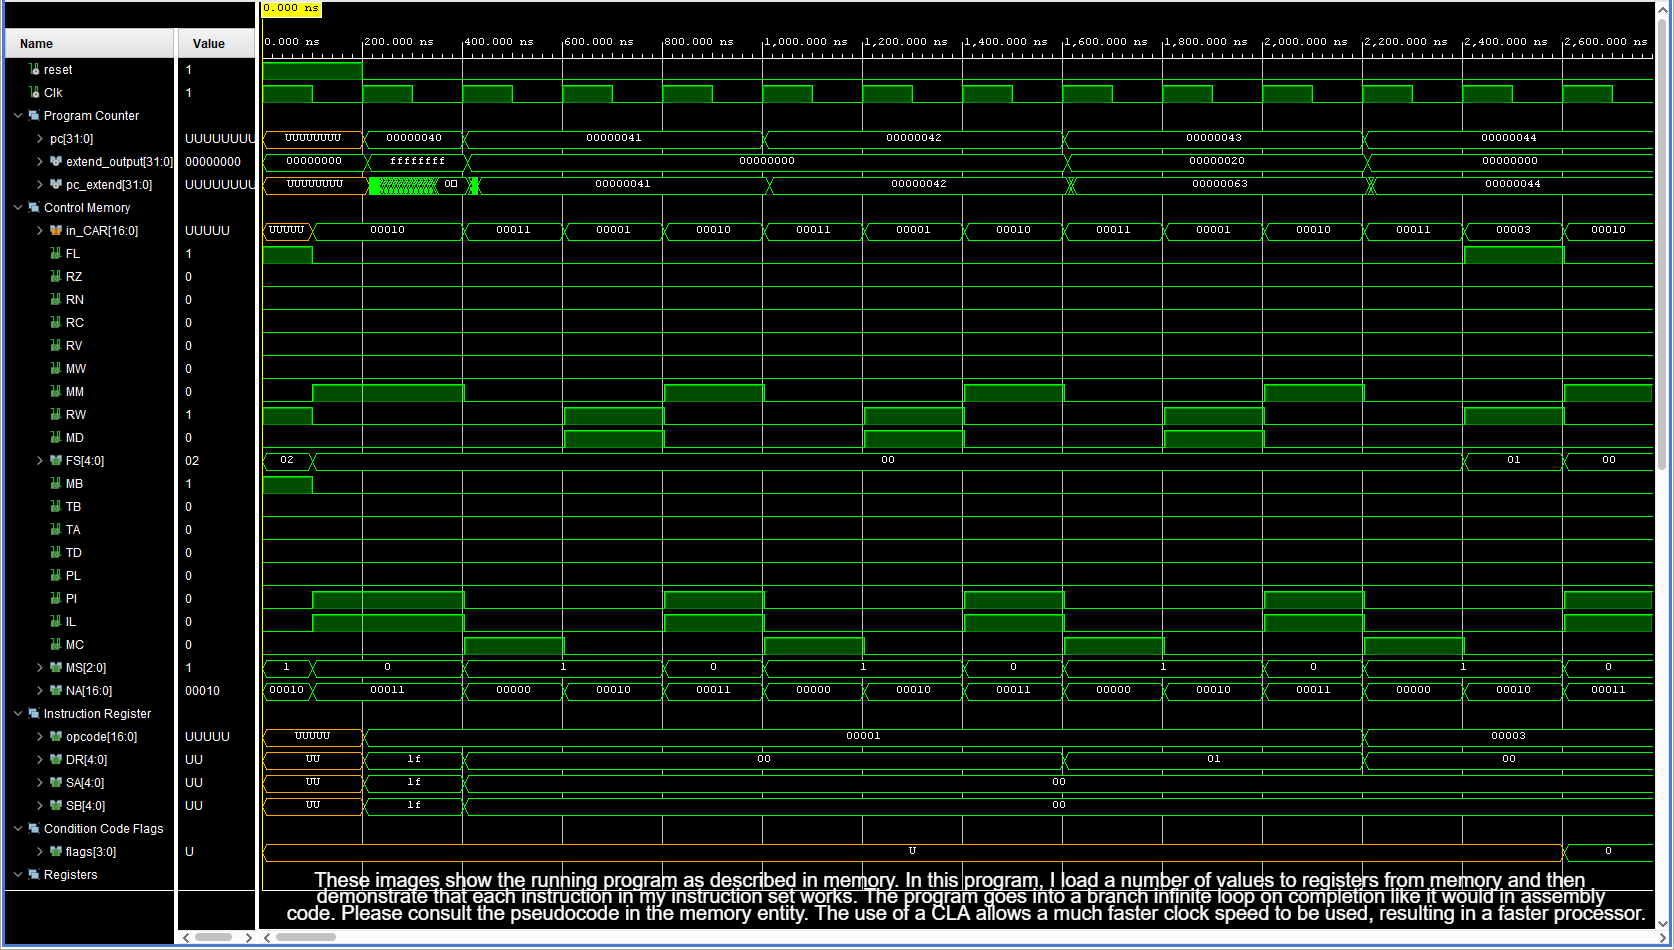 0.000 ns
Name Value 0.000 ns 200.000 ns 400.000 ns 600.000 ns 800.000 ns 1,000.000 ns 1,200.000 ns 1,400.000 ns 1,600.000 ns 1,800.000 ns 2,000.000 ns 2,200.000 ns 2,400.000 ns 2,600.000 ns
reset 1
Clk 1
Program Counter
pc[31:0] UUUUUUUU UUUUUUUU 00000040 00000041 00000042 00000043 00000044
extend_output[31:0] 00000000 00000000 ffffffff 00000000 00000020 00000000
pc_extend[31:0] UUUUUUUU UUUUUUUU 00000041 00000042 00000063 00000044
Control Memory
in_CAR[16:0] UUUUU UUUUU 00010 00011 00001 00010 00011 00001 00010 00011 00001 00010 00011 00003 00010
FL 1
RZ 0
RN 0
RC 0
RV 0
MW 0
MM 0
RW 1
MD 0
FS[4:0] 02 02 00 01 00
MB 1
TB 0
TA 0
TD 0
PL 0
PI 0
IL 0
MC 0
MS[2:0] 1 1 0 1 0 1 0 1 0 1 0
NA[16:0] 00010 00010 00011 00000 00010 00011 00000 00010 00011 00000 00010 00011 00000 00010 00011
Instruction Register
opcode[16:0] UUUUU UUUUU 00001 00003
DR[4:0] UU UU 1f 00 01 00
SA[4:0] UU UU 1f 00
SB[4:0] UU UU 1f 00
Condition Code Flags
flags[3:0] U U 0
Registers
These images show the running program as described in memory. In this program, I load a number of values to registers from memory and then
demonstrate that each instruction in my instruction set works. The program goes into a branch infinite loop on completion like it would in assembly
code. Please consult the pseudocode in the memory entity. The use of a CLA allows a much faster clock speed to be used, resulting in a faster processor.